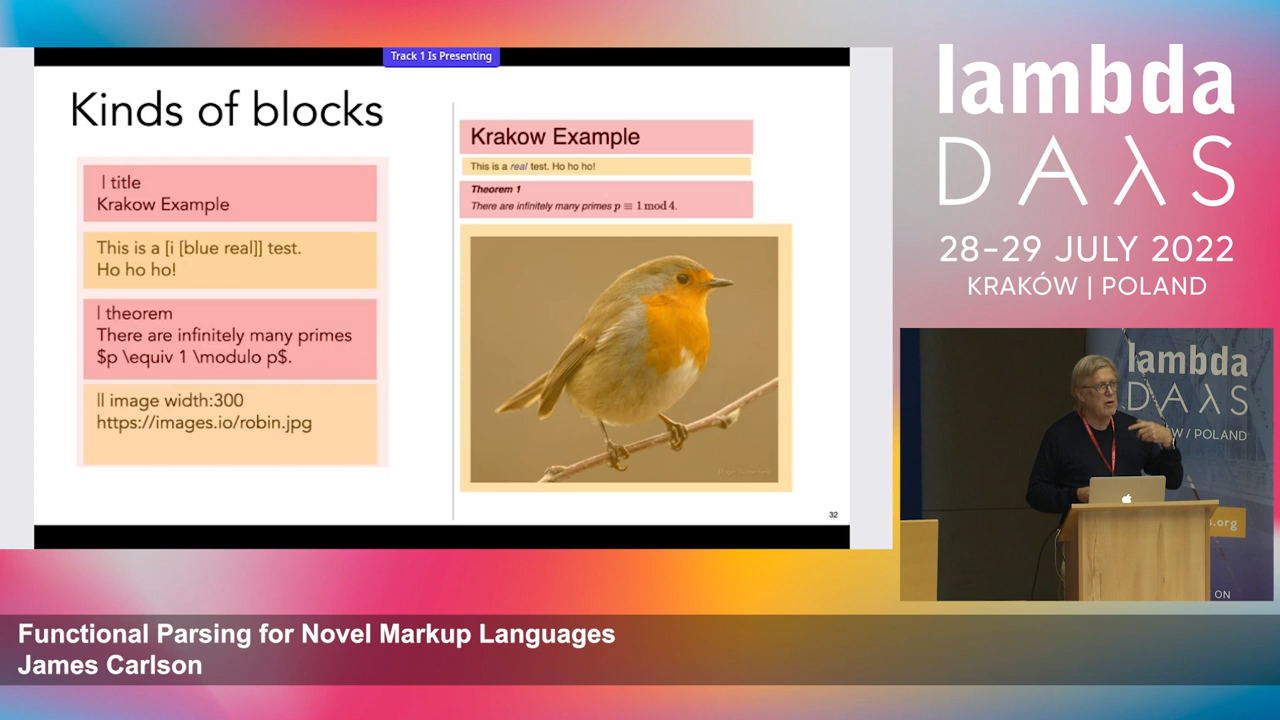 Track 1 Is Presenting
Kinds of blocks
| title
Krakow Example
This is a [i [blue real]] test.
Ho ho ho!
| theorem
There are infinitely many primes
$p \equiv 1 \modulo p$.
|| image width:300
https://images.io/robin.jpg
Krakow Example
This is a real test. Ho ho ho!
Theorem 1
There are infinitely many primes p ≡ 1 mod 4.
32
lambda
DAλS
28–29 JULY 2022
KRAKÓW | POLAND
lambda
DAλS
W / POLAND
s.org
ON
Functional Parsing for Novel Markup Languages
James Carlson